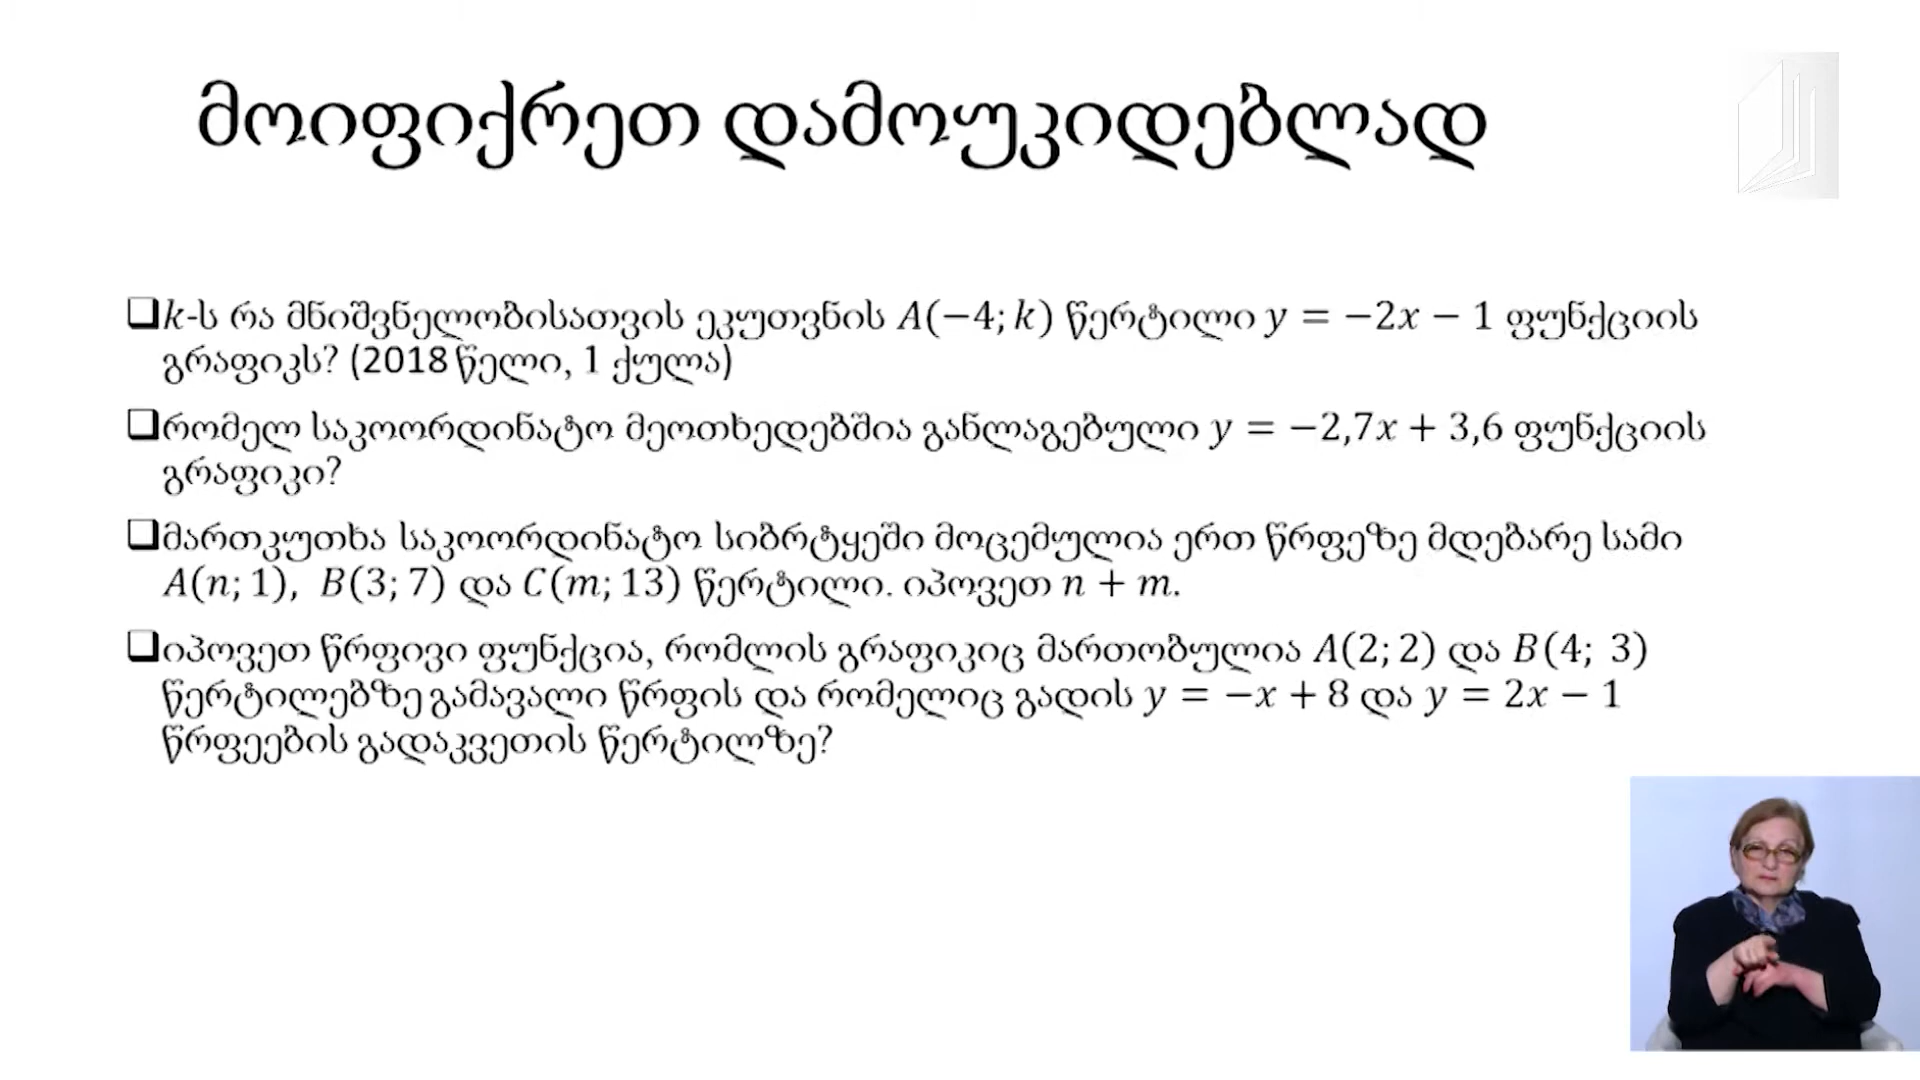 მოიფიქრეთ დამოუკიდებლად
❑k-ს რა მნიშვნელობისათვის ეკუთვნის A(−4; k) წერტილი y = −2x − 1 ფუნქციის
გრაფიკს? (2018 წელი, 1 ქულა)
❑რომელ საკოორდინატო მეოთხედებშია განლაგებული y = −2,7x + 3,6 ფუნქციის
გრაფიკი?
❑მართკუთხა საკოორდინატო სიბრტყეში მოცემულია ერთ წრფეზე მდებარე სამი
A(n; 1), B(3; 7) და C(m; 13) წერტილი. იპოვეთ n + m.
❑იპოვეთ წრფივი ფუნქცია, რომლის გრაფიკიც მართობულია A(2; 2) და B(4; 3)
წერტილებზე გამავალი წრფის და რომელიც გადის y = −x + 8 და y = 2x − 1
წრფეების გადაკვეთის წერტილზე?